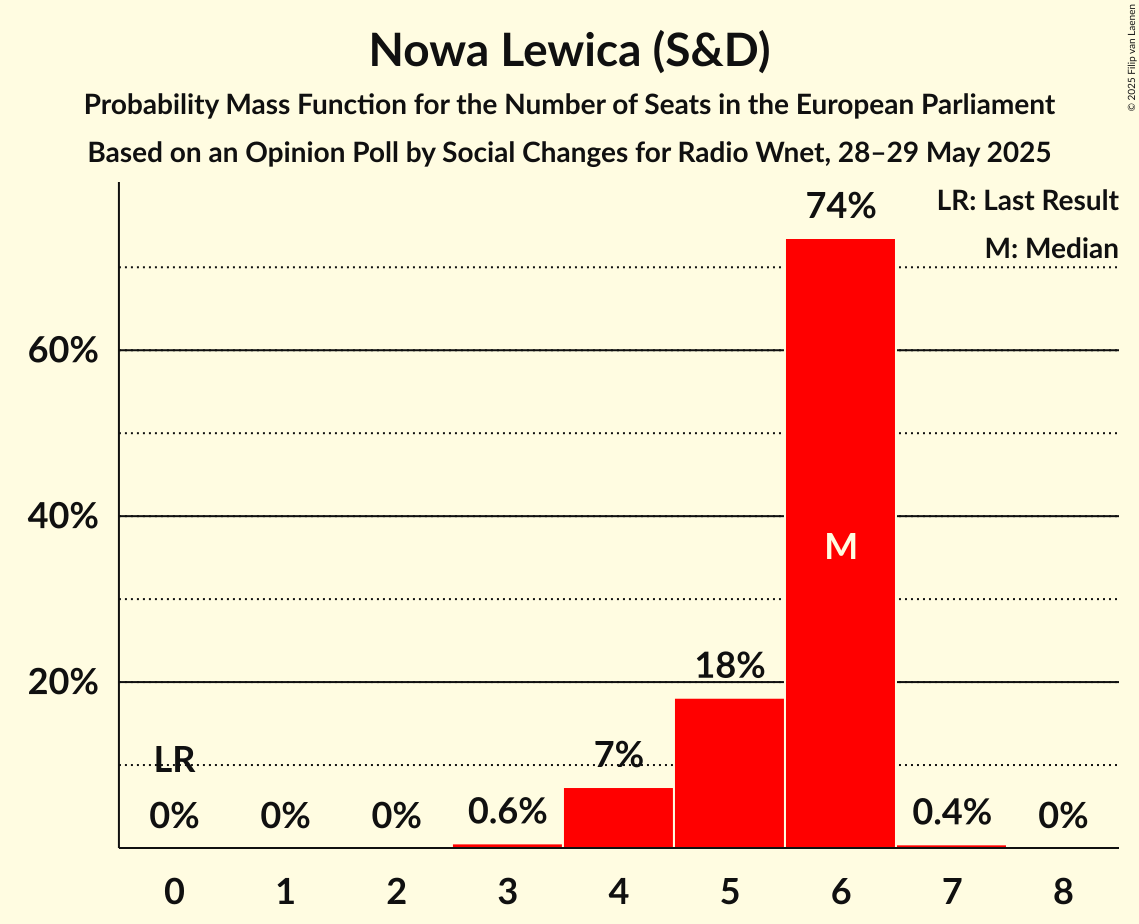 Nowa Lewica (S&D)
Probability Mass Function for the Number of Seats in the European Parliament
Based on an Opinion Poll by Social Changes for Radio Wnet, 28–29 May 2025
© 2025 Filip van Laenen
LR: Last Result
M: Median
74%
60%
40%
M
20%
18%
7%
LR
0%
0%
0%
0.6%
0.4%
0%
0 1 2 3 4 5 6 7 8